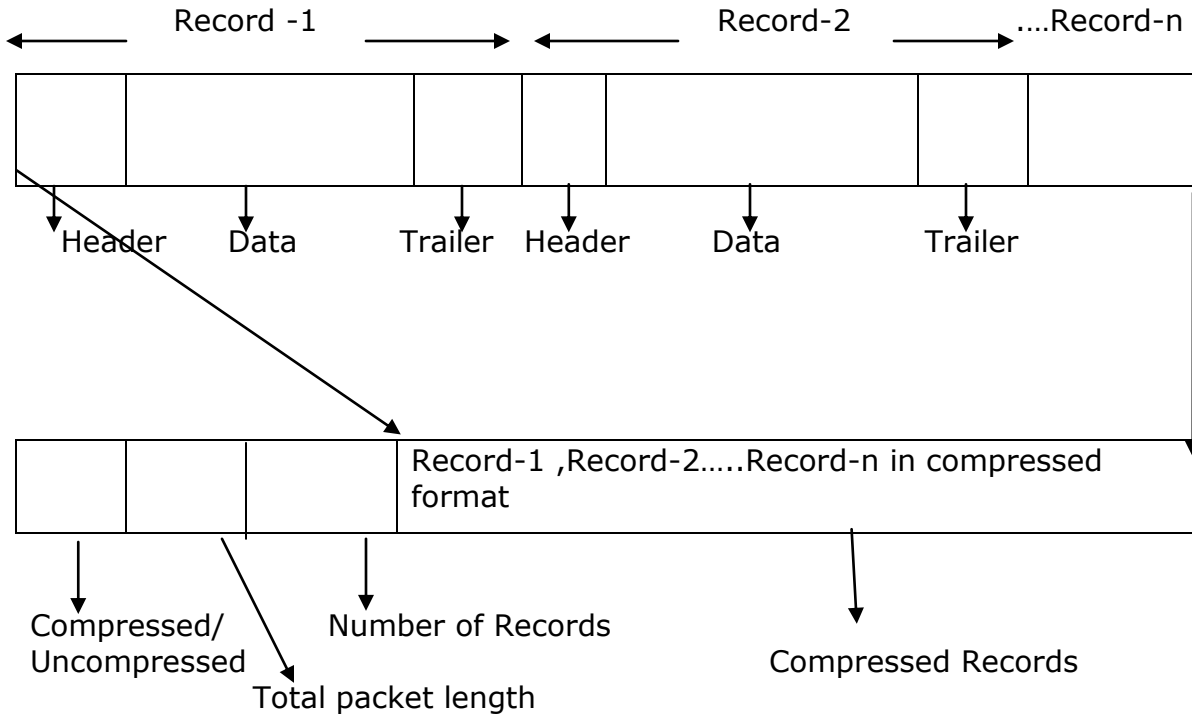 Record -1
Record-2
.....Record-n
Header
Data
Trailer
Header
Data
Trailer
Record-1 ,Record-2.....Record-n in compressed
format
Compressed/
Uncompressed
Number of Records
Compressed Records
Total packet length